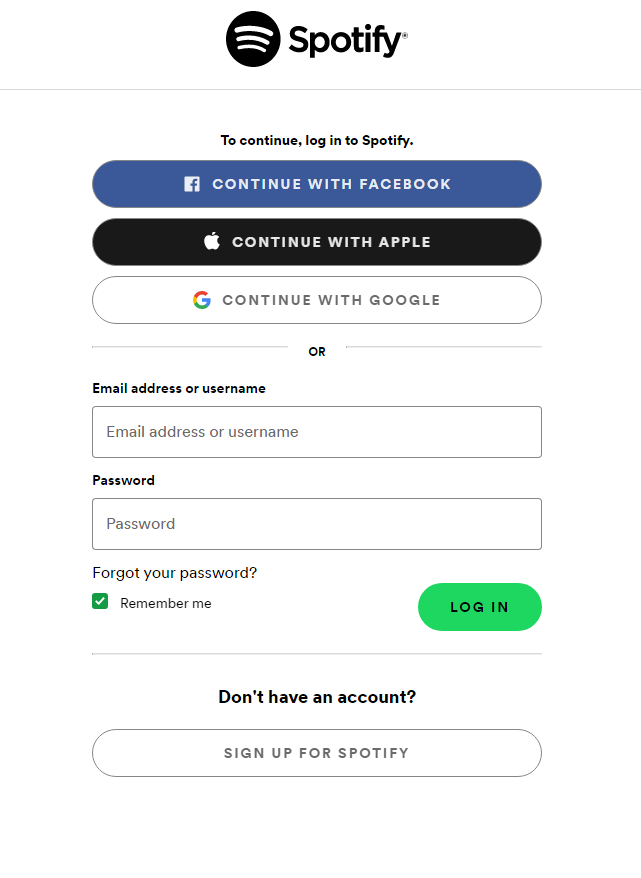 Spotify®
To continue, log in to Spotify.
CONTINUE WITH FACEBOOK
CONTINUE WITH APPLE
CONTINUE WITH GOOGLE
OR
Email address or username
Email address or username
Password
Password
Forgot your password?
Remember me
LOG IN
Don't have an account?
SIGN UP FOR SPOTIFY